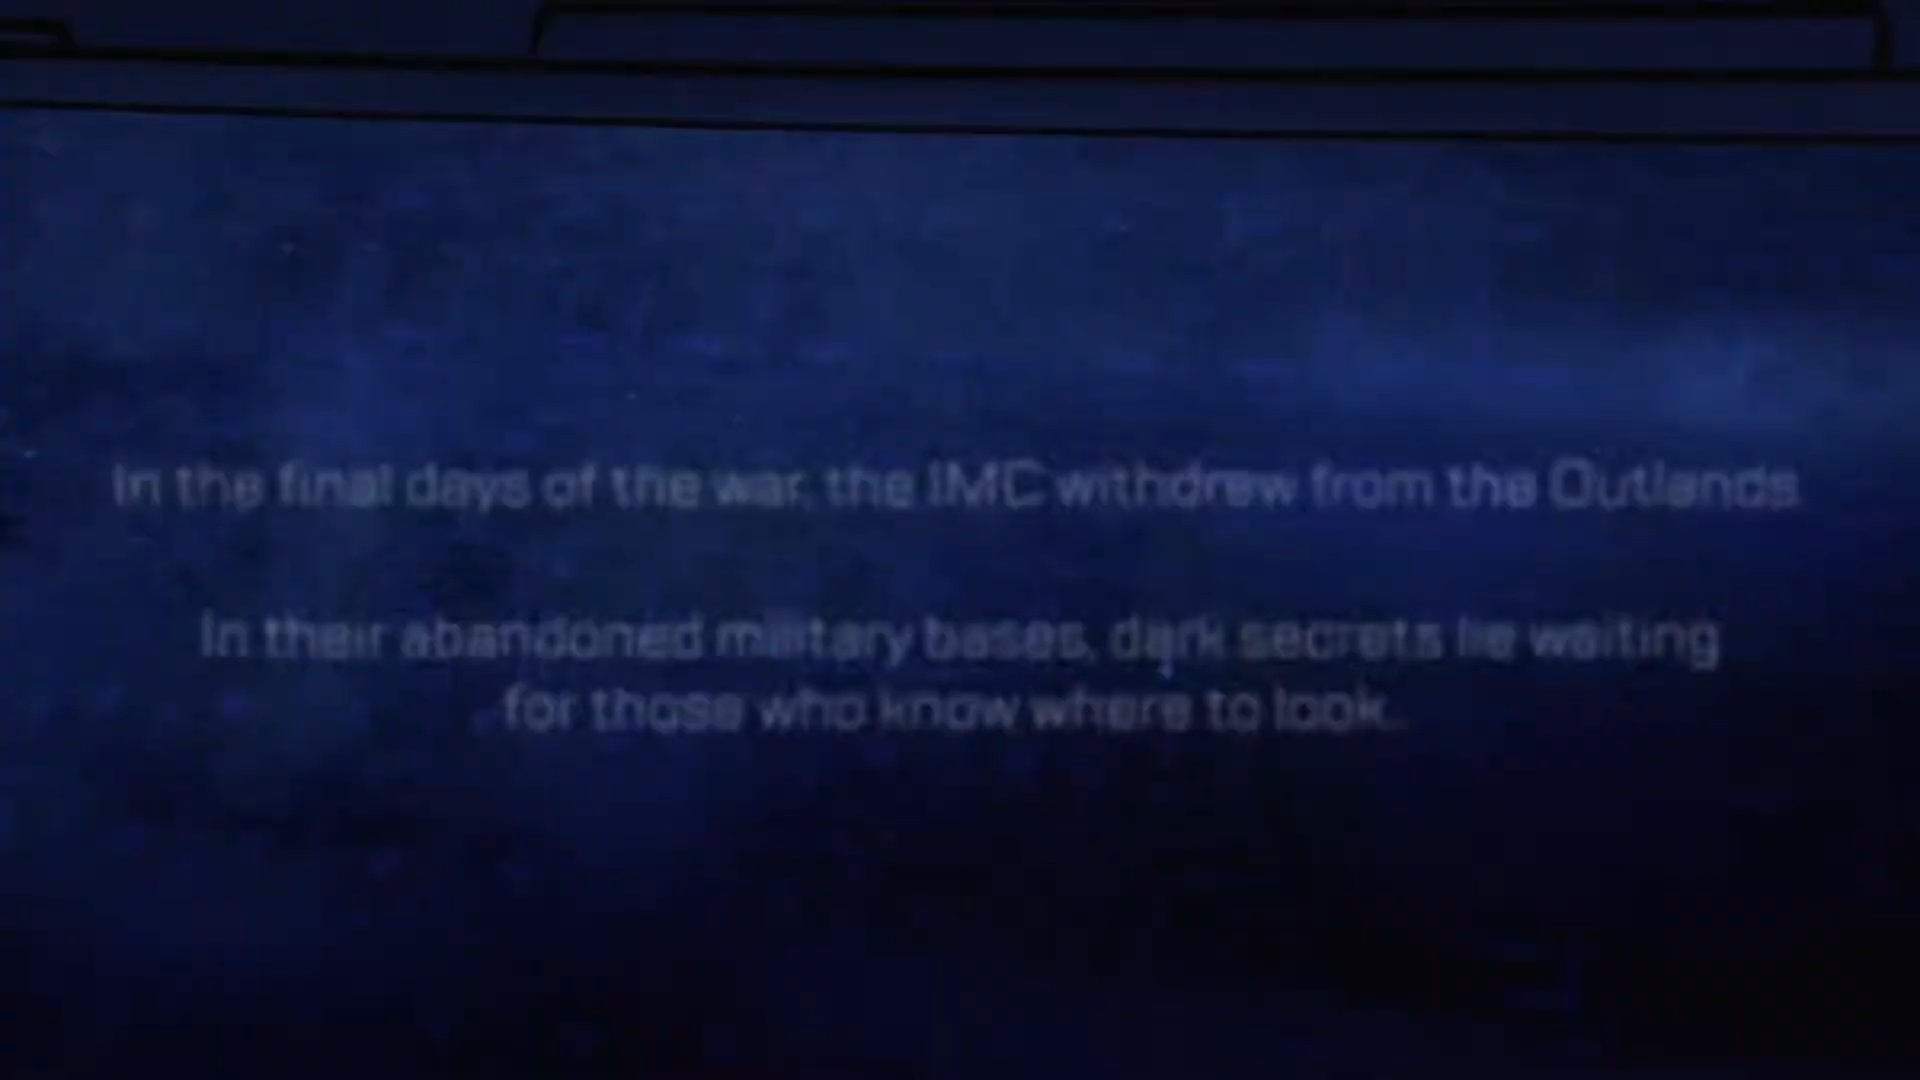 In the final days of the war, the IMC withdrew from the Outlands.
In their abandoned military bases, dark secrets lie waiting
for those who know where to look.